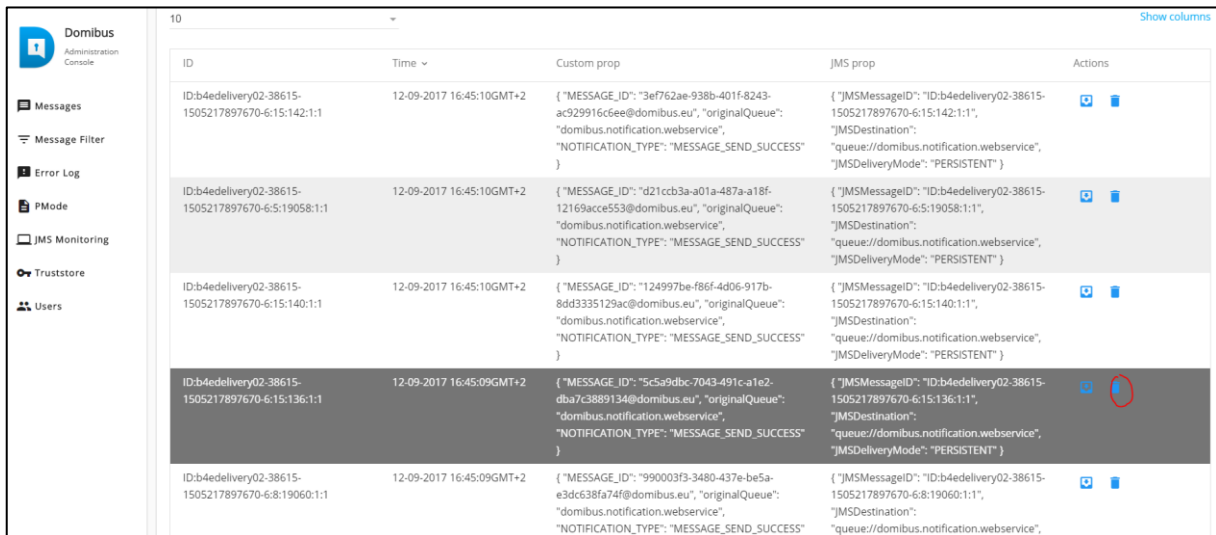 Domibus
Administration
Console
Messages
Message Filter
Error Log
PMode
JMS Monitoring
Truststore
Users
10
Show columns
ID
Time
Custom prop
JMS prop
Actions
ID:b4edelivery02-38615-
1505217897670-6:15:142:1:1
12-09-2017 16:45:10GMT+2
{ "MESSAGE_ID": "3ef762ae-938b-401f-8243-
ac929916c6ee@domibus.eu", "originalQueue":
"domibus.notification.webservice",
"NOTIFICATION_TYPE": "MESSAGE_SEND_SUCCESS"
}
{ "JMSMessageID": "ID:b4edelivery02-38615-
1505217897670-6:15:142:1:1",
"JMSDestination":
"queue://domibus.notification.webservice",
"JMSDeliveryMode": "PERSISTENT" }
ID:b4edelivery02-38615-
1505217897670-6:5:19058:1:1
12-09-2017 16:45:10GMT+2
{ "MESSAGE_ID": "d21ccb3a-a01a-487a-a18f-
12169acce553@domibus.eu", "originalQueue":
"domibus.notification.webservice",
"NOTIFICATION_TYPE": "MESSAGE_SEND_SUCCESS"
}
{ "JMSMessageID": "ID:b4edelivery02-38615-
1505217897670-6:5:19058:1:1",
"JMSDestination":
"queue://domibus.notification.webservice",
"JMSDeliveryMode": "PERSISTENT" }
ID:b4edelivery02-38615-
1505217897670-6:15:140:1:1
12-09-2017 16:45:10GMT+2
{ "MESSAGE_ID": "124997be-f86f-4d06-917b-
8dd3335129ac@domibus.eu", "originalQueue":
"domibus.notification.webservice",
"NOTIFICATION_TYPE": "MESSAGE_SEND_SUCCESS"
}
{ "JMSMessageID": "ID:b4edelivery02-38615-
1505217897670-6:15:140:1:1",
"JMSDestination":
"queue://domibus.notification.webservice",
"JMSDeliveryMode": "PERSISTENT" }
ID:b4edelivery02-38615-
1505217897670-6:15:136:1:1
12-09-2017 16:45:09GMT+2
{ "MESSAGE_ID": "5c5a9dbc-7043-491c-a1e2-
dba7c3889134@domibus.eu", "originalQueue":
"domibus.notification.webservice",
"NOTIFICATION_TYPE": "MESSAGE_SEND_SUCCESS"
}
{ "JMSMessageID": "ID:b4edelivery02-38615-
1505217897670-6:15:136:1:1",
"JMSDestination":
"queue://domibus.notification.webservice",
"JMSDeliveryMode": "PERSISTENT" }
ID:b4edelivery02-38615-
1505217897670-6:8:19060:1:1
12-09-2017 16:45:09GMT+2
{ "MESSAGE_ID": "990003f3-3480-437e-be5a-
e3dc638fa74f@domibus.eu", "originalQueue":
"domibus.notification.webservice",
"NOTIFICATION_TYPE": "MESSAGE_SEND_SUCCESS"
{ "JMSMessageID": "ID:b4edelivery02-38615-
1505217897670-6:8:19060:1:1",
"JMSDestination":
"queue://domibus.notification.webservice",